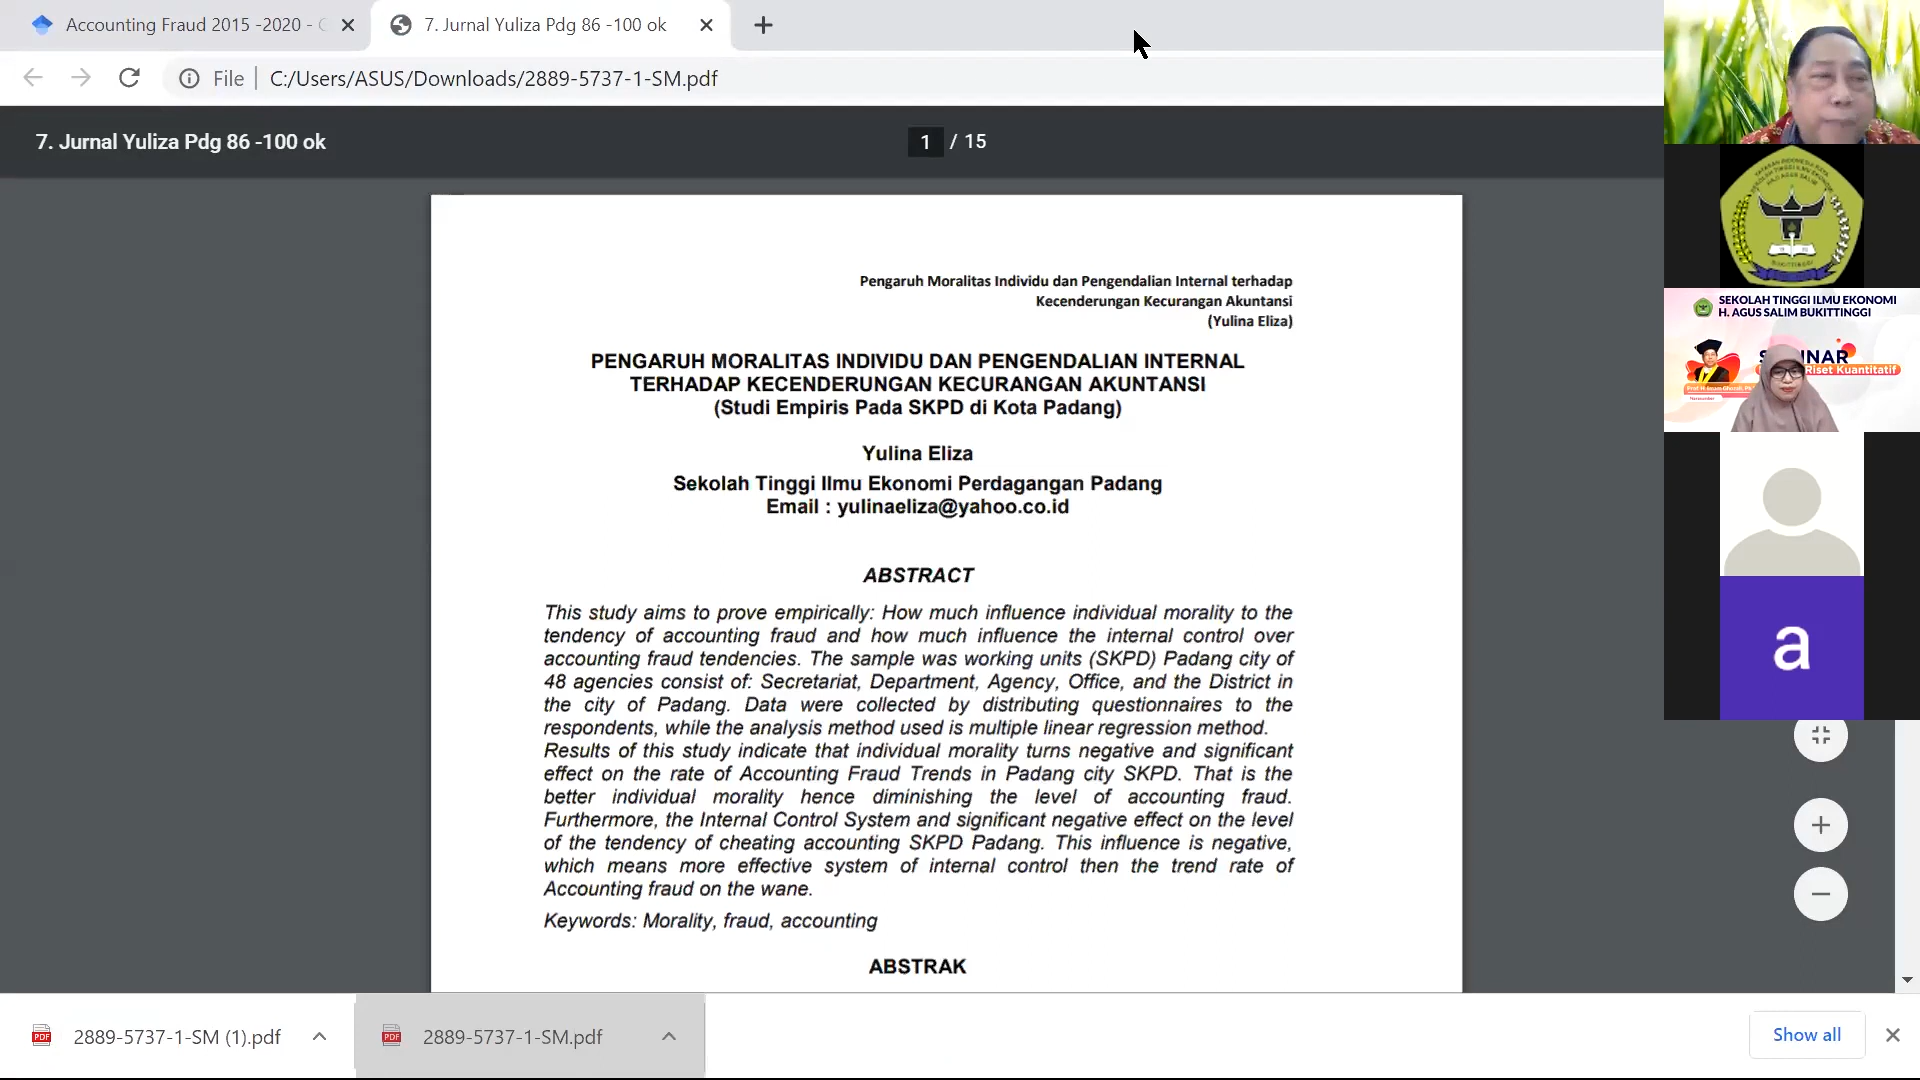 Accounting Fraud 2015 -2020 -
7. Jurnal Yuliza Pdg 86 -100 ok
File
C:/Users/ASUS/Downloads/2889-5737-1-SM.pdf
7. Jurnal Yuliza Pdg 86 -100 ok
1 / 15
Pengaruh Moralitas Individu dan Pengendalian Internal terhadap
Kecenderungan Kecurangan Akuntansi
(Yulina Eliza)
PENGARUH MORALITAS INDIVIDU DAN PENGENDALIAN INTERNAL
TERHADAP KECENDERUNGAN KECURANGAN AKUNTANSI
(Studi Empiris Pada SKPD di Kota Padang)
Yulina Eliza
Sekolah Tinggi Ilmu Ekonomi Perdagangan Padang
Email : yulinaeliza@yahoo.co.id
ABSTRACT
This study aims to prove empirically: How much influence individual morality to the
tendency of accounting fraud and how much influence the internal control over
accounting fraud tendencies. The sample was working units (SKPD) Padang city of
48 agencies consist of: Secretariat, Department, Agency, Office, and the District in
the city of Padang. Data were collected by distributing questionnaires to the
respondents, while the analysis method used is multiple linear regression method.
Results of this study indicate that individual morality turns negative and significant
effect on the rate of Accounting Fraud Trends in Padang city SKPD. That is the
better individual morality hence diminishing the level of accounting fraud.
Furthermore, the Internal Control System and significant negative effect on the level
of the tendency of cheating accounting SKPD Padang. This influence is negative,
which means more effective system of internal control then the trend rate of
Accounting fraud on the wane.
Keywords: Morality, fraud, accounting
ABSTRAK
SEKOLAH TINGGI ILMU EKONOMI
H. AGUS SALIM BUKITTINGGI
Riset Kuantitatif
a
2889-5737-1-SM (1).pdf
2889-5737-1-SM.pdf
Show all